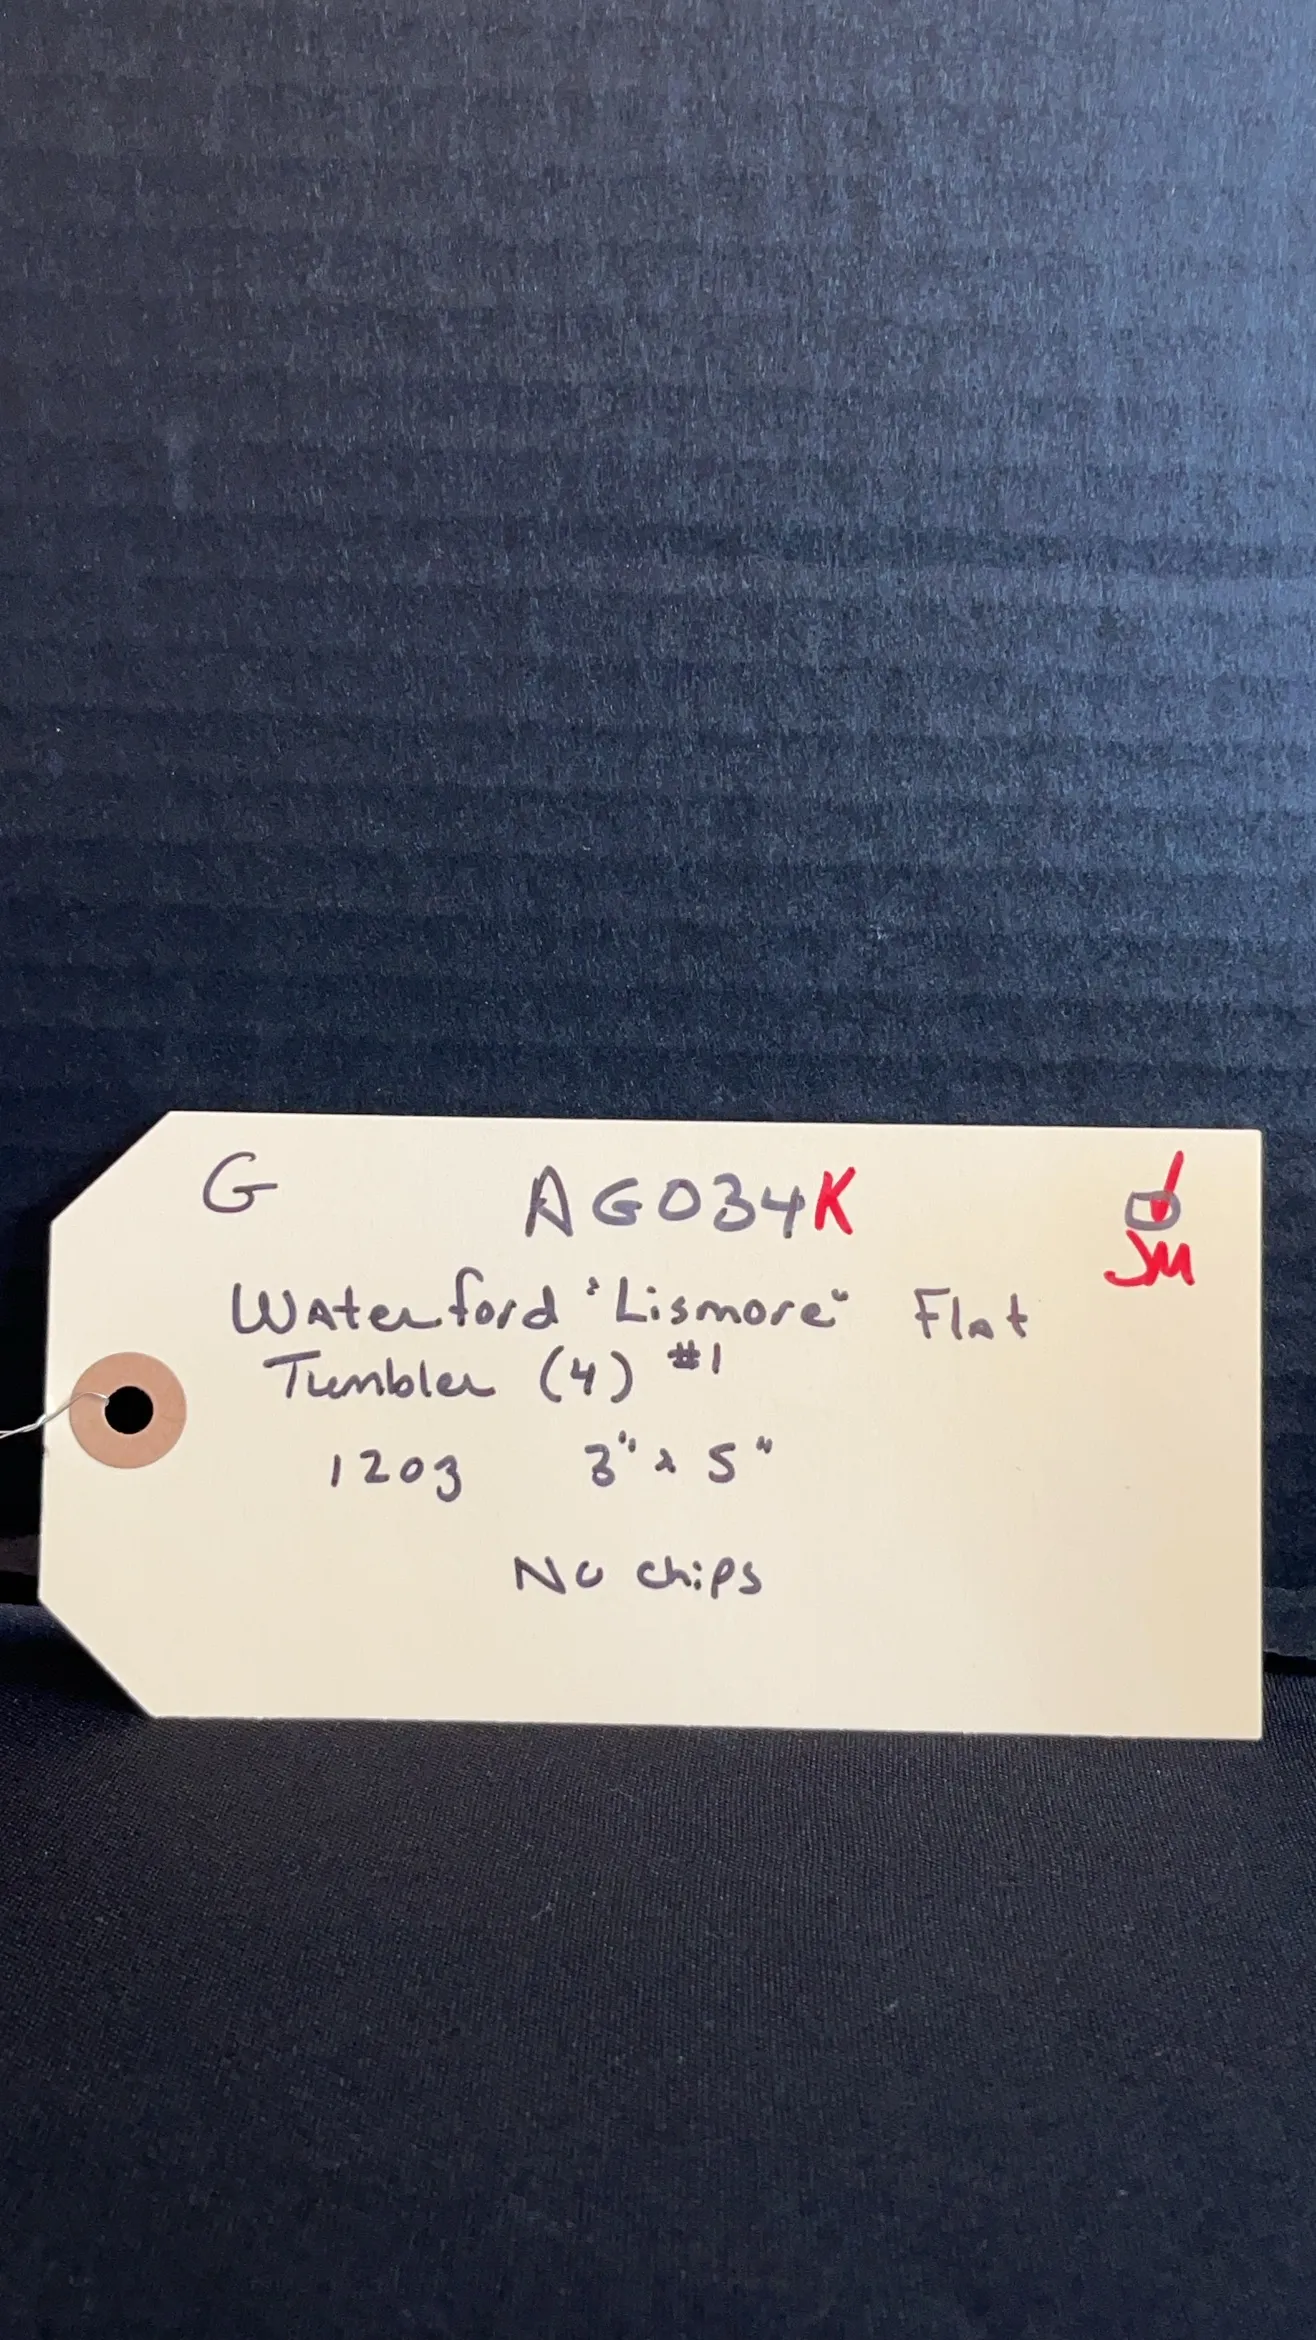 G AG034K
JM
Waterford "Lismore" Flat
Tumbler (4) #1
12oz 3" x 5"
No chips